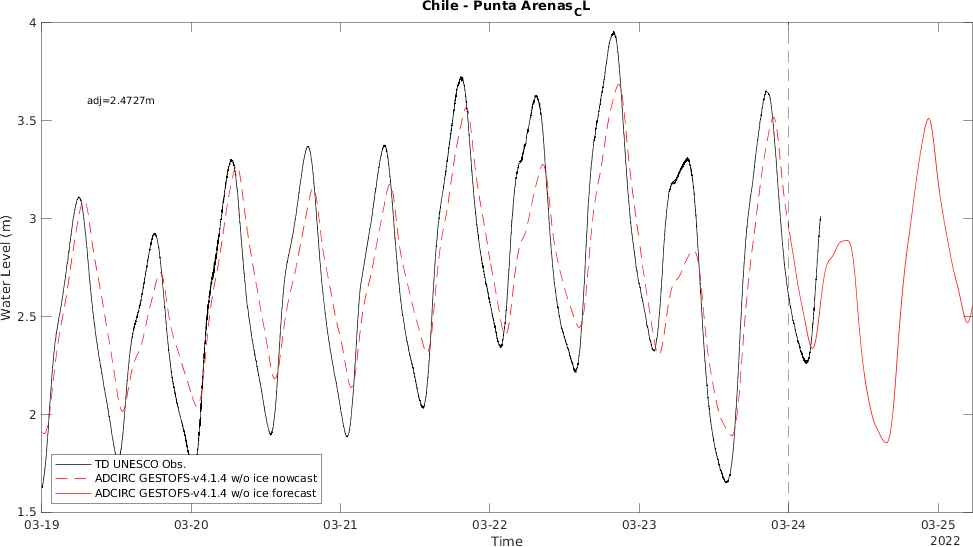 Chile - Punta Arenas_CL
4
adj=2.4727m
3.5
3
Water Level (m)
2.5
2
TD UNESCO Obs.
ADCIRC GESTOFS-v4.1.4 w/o ice nowcast
ADCIRC GESTOFS-v4.1.4 w/o ice forecast
1.5
03-19 03-20 03-21 03-22 03-23 03-24 03-25
Time 2022